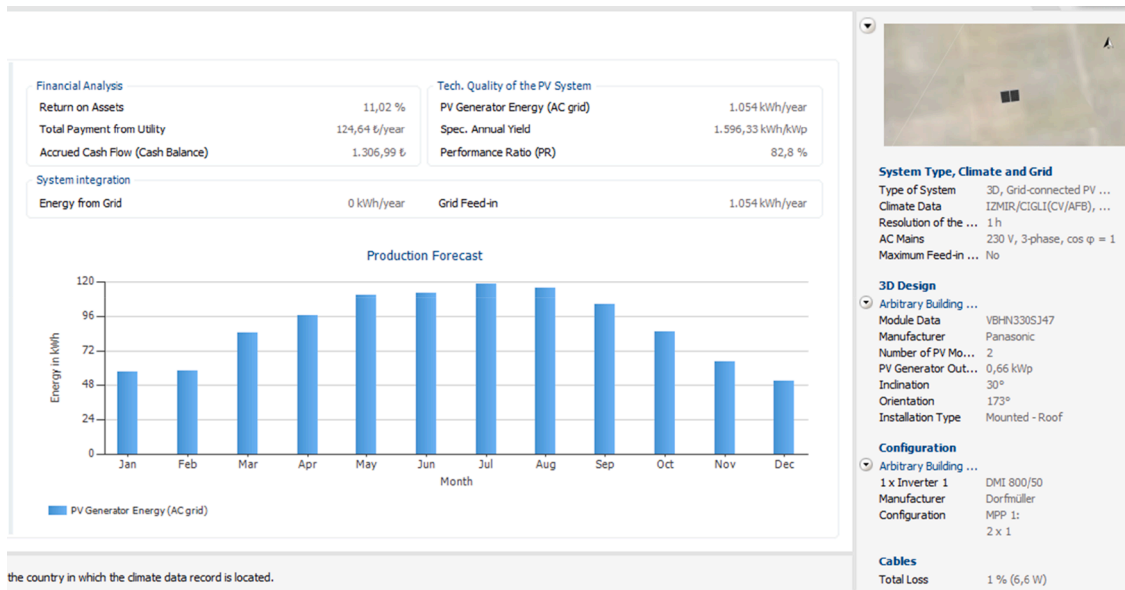 Financial Analysis
Return on Assets 11,02 %
Total Payment from Utility 124,64 ₺/year
Accrued Cash Flow (Cash Balance) 1.306,99 ₺
Tech. Quality of the PV System
PV Generator Energy (AC grid) 1.054 kWh/year
Spec. Annual Yield 1.596,33 kWh/kWp
Performance Ratio (PR) 82,8 %
System integration
Energy from Grid 0 kWh/year
Grid Feed-in 1.054 kWh/year
Production Forecast
Energy in kWh
120
96
72
48
24
0
Jan Feb Mar Apr May Jun Jul Aug Sep Oct Nov Dec
Month
PV Generator Energy (AC grid)
the country in which the climate data record is located.
System Type, Climate and Grid
Type of System 3D, Grid-connected PV ...
Climate Data IZMIR/CIGLI(CV/AFB), ...
Resolution of the ... 1 h
AC Mains 230 V, 3-phase, cos φ = 1
Maximum Feed-in ... No
3D Design
Arbitrary Building ...
Module Data VBHN330SJ47
Manufacturer Panasonic
Number of PV Mo... 2
PV Generator Out... 0,66 kWp
Inclination 30°
Orientation 173°
Installation Type Mounted - Roof
Configuration
Arbitrary Building ...
1 x Inverter 1 DMI 800/50
Manufacturer Dorfmüller
Configuration MPP 1:
2 x 1
Cables
Total Loss 1 % (6,6 W)